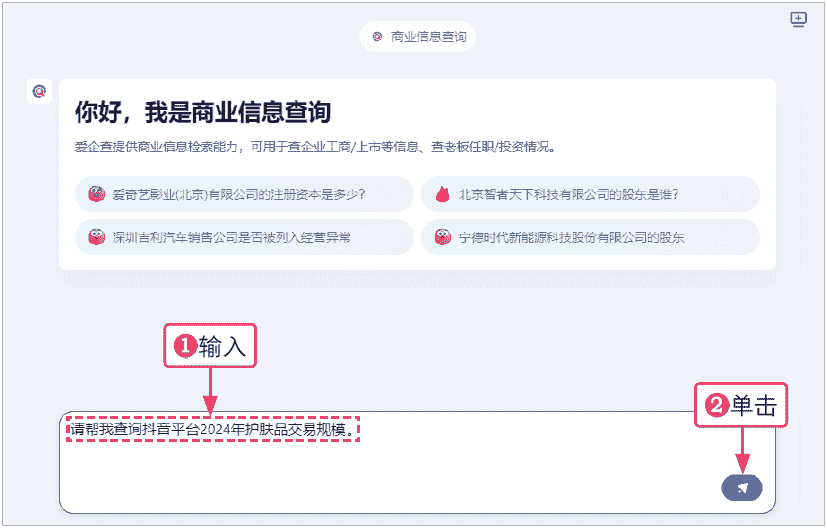 商业信息查询
你好，我是商业信息查询
爱企查提供商业信息检索能力，可用于查企业工商/上市等信息、查老板任职/投资情况。
爱奇艺影业(北京)有限公司的注册资本是多少？
北京智者天下科技有限公司的股东是谁？
深圳吉利汽车销售公司是否被列入经营异常
宁德时代新能源科技股份有限公司的股东
1输入
2单击
请帮我查询抖音平台2024年护肤品交易规模。